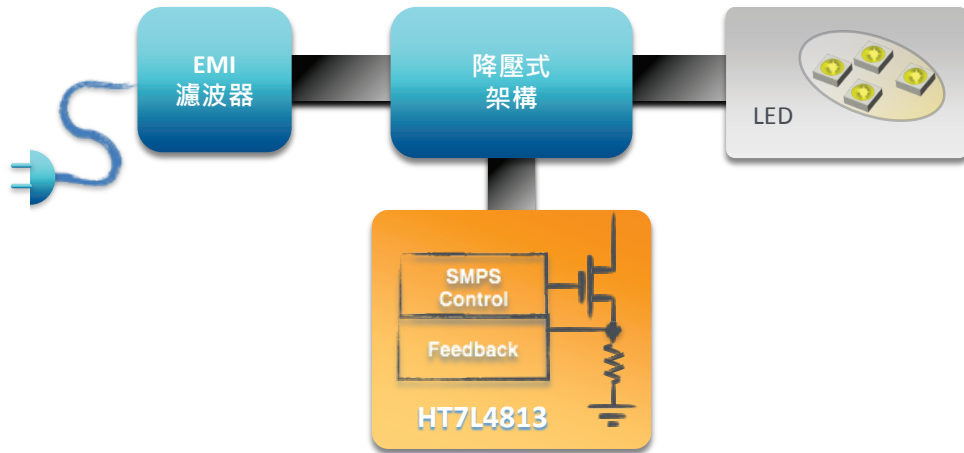 EMI
濾波器
降壓式
架構
LED
SMPS
Control
Feedback
HT7L4813